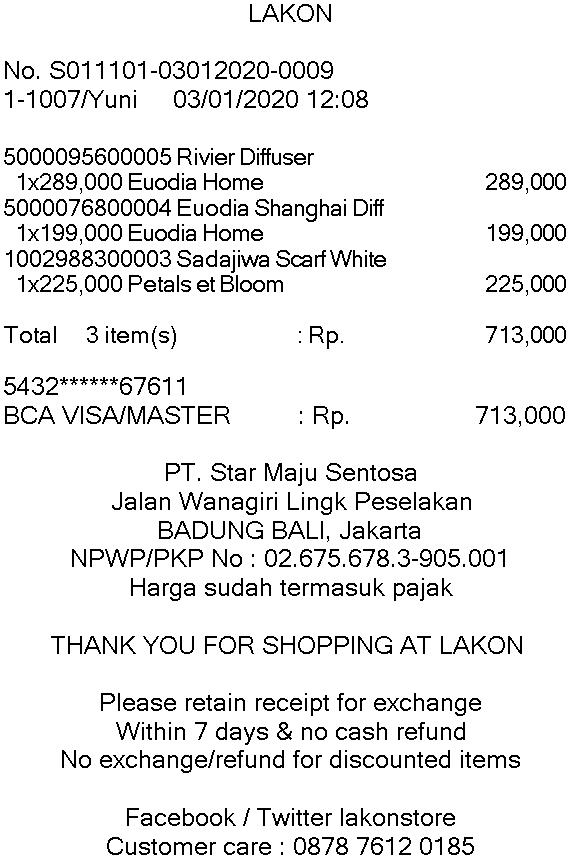 LAKON
No. S011101-03012020-0009
1-1007/Yuni 03/01/2020 12:08
5000095600005 Rivier Diffuser
1x289,000 Euodia Home 289,000
5000076800004 Euodia Shanghai Diff
1x199,000 Euodia Home 199,000
1002988300003 Sadajiwa Scarf White
1x225,000 Petals et Bloom 225,000
Total 3 item(s) : Rp. 713,000
5432******67611
BCA VISA/MASTER : Rp. 713,000
PT. Star Maju Sentosa
Jalan Wanagiri Lingk Peselakan
BADUNG BALI, Jakarta
NPWP/PKP No : 02.675.678.3-905.001
Harga sudah termasuk pajak
THANK YOU FOR SHOPPING AT LAKON
Please retain receipt for exchange
Within 7 days & no cash refund
No exchange/refund for discounted items
Facebook / Twitter lakonstore
Customer care : 0878 7612 0185